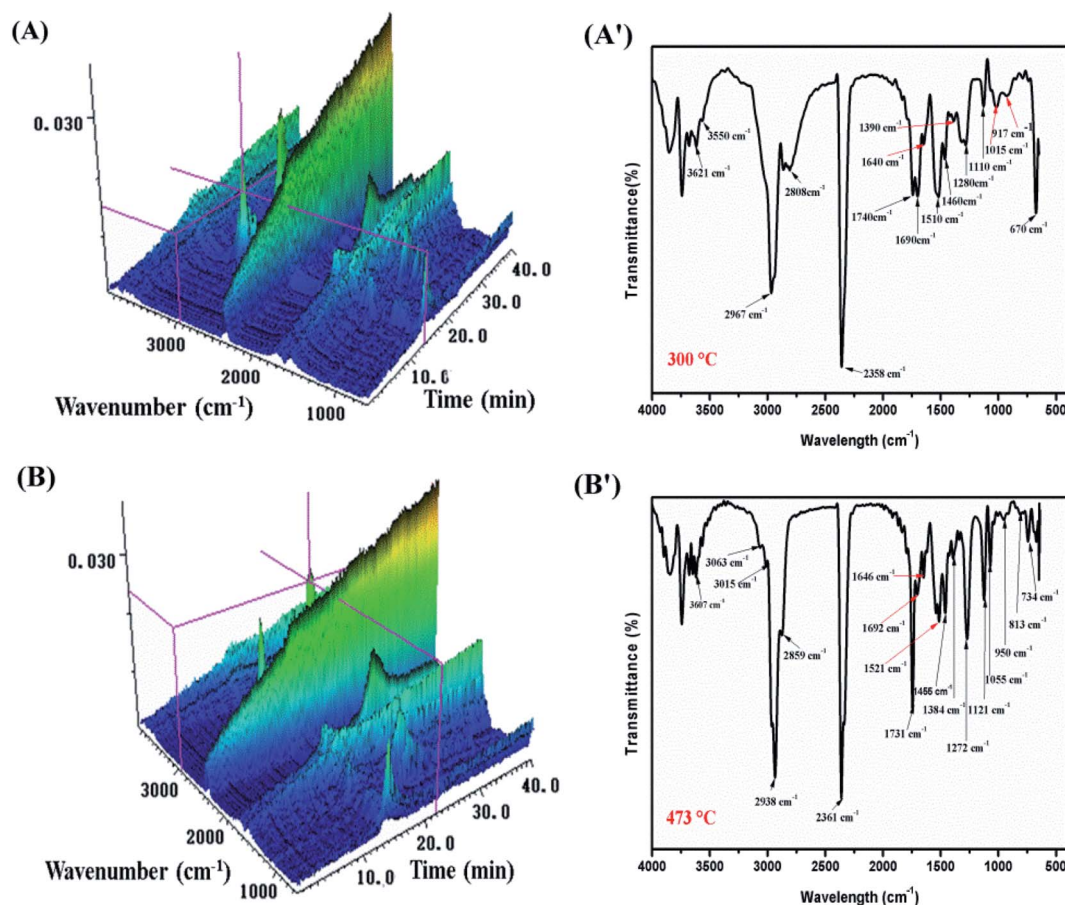 (A)
0.030
3000
2000
1000
10.0
20.0
30.0
40.0
Wavenumber (cm⁻¹)
Time (min)
(A')
Transmittance(%)
3621 cm⁻¹
3550 cm⁻¹
2967 cm⁻¹
2808cm⁻¹
2358 cm⁻¹
1740cm⁻¹
1690cm⁻¹
1640 cm⁻¹
1390 cm⁻¹
1510 cm⁻¹
1460cm⁻¹
1280cm⁻¹
1110 cm⁻¹
1015 cm⁻¹
917 cm⁻¹
670 cm⁻¹
300 °C
4000 3500 3000 2500 2000 1500 1000 500
Wavelength (cm⁻¹)
(B)
0.030
3000
2000
1000
10.0
20.0
30.0
40.0
Wavenumber (cm⁻¹)
Time (min)
(B')
Transmittance (%)
3607 cm⁻¹
3063 cm⁻¹
3015 cm⁻¹
2938 cm⁻¹
2859 cm⁻¹
2361 cm⁻¹
1731 cm⁻¹
1692 cm⁻¹
1646 cm⁻¹
1521 cm⁻¹
1455 cm⁻¹
1384 cm⁻¹
1272 cm⁻¹
1121 cm⁻¹
1055 cm⁻¹
950 cm⁻¹
813 cm⁻¹
734 cm⁻¹
473 °C
4000 3500 3000 2500 2000 1500 1000 500
Wavelength (cm⁻¹)